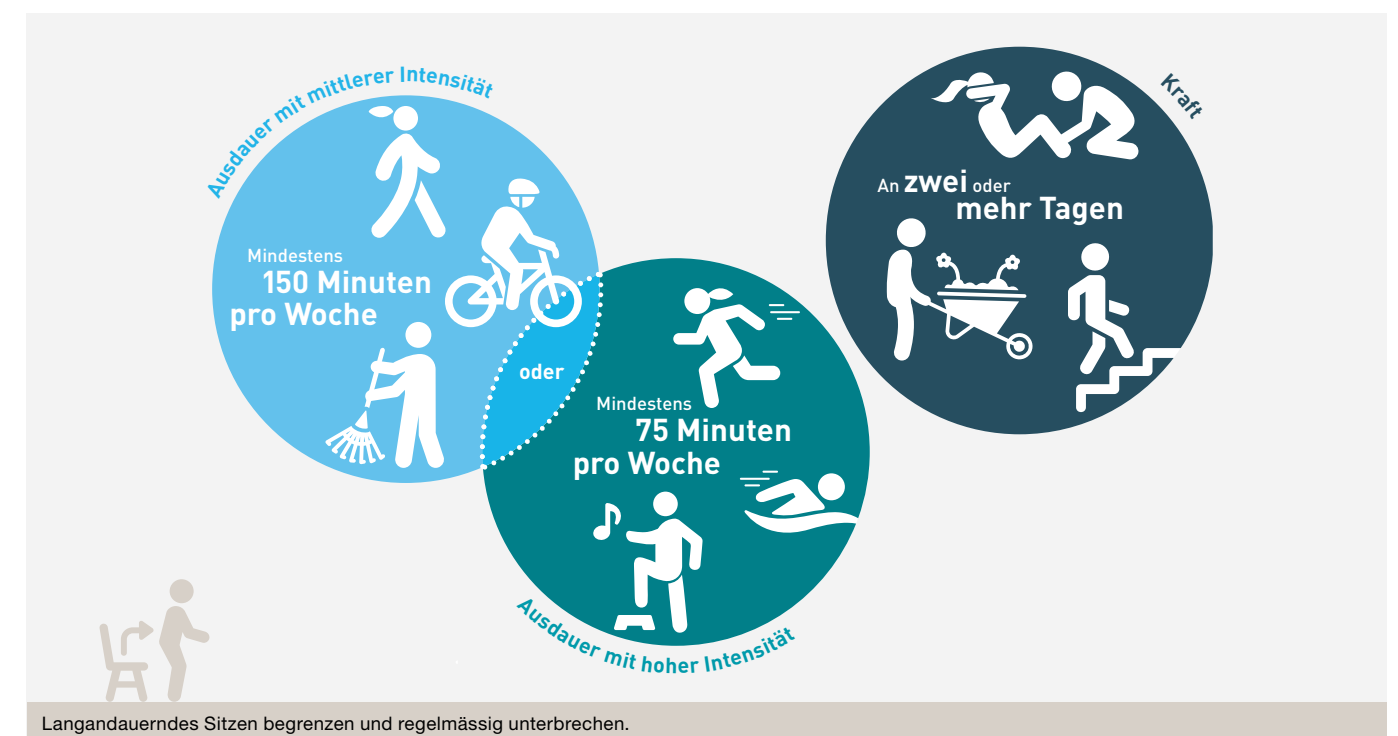 Ausdauer mit mittlerer Intensität
Mindestens
150 Minuten
pro Woche
oder
Mindestens
75 Minuten
pro Woche
Ausdauer mit hoher Intensität
Kraft
An zwei oder
mehr Tagen
Langandauerndes Sitzen begrenzen und regelmässig unterbrechen.